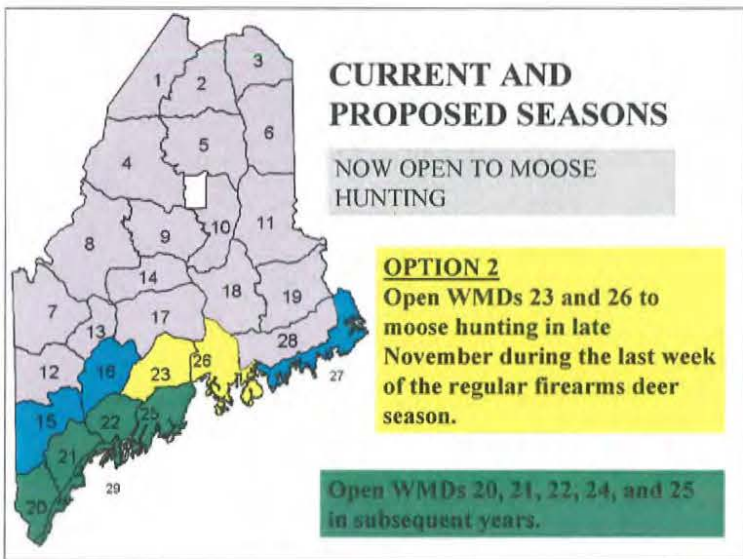 CURRENT AND
PROPOSED SEASONS
NOW OPEN TO MOOSE
HUNTING
OPTION 2
Open WMDs 23 and 26 to
moose hunting in late
November during the last week
of the regular firearms deer
season.
Open WMDs 20, 21, 22, 24, and 25
in subsequent years.
1
2
3
4
5
6
8
9
10
11
14
7
13
17
18
19
12
16
23
26
28
27
15
22
25
21
20
29